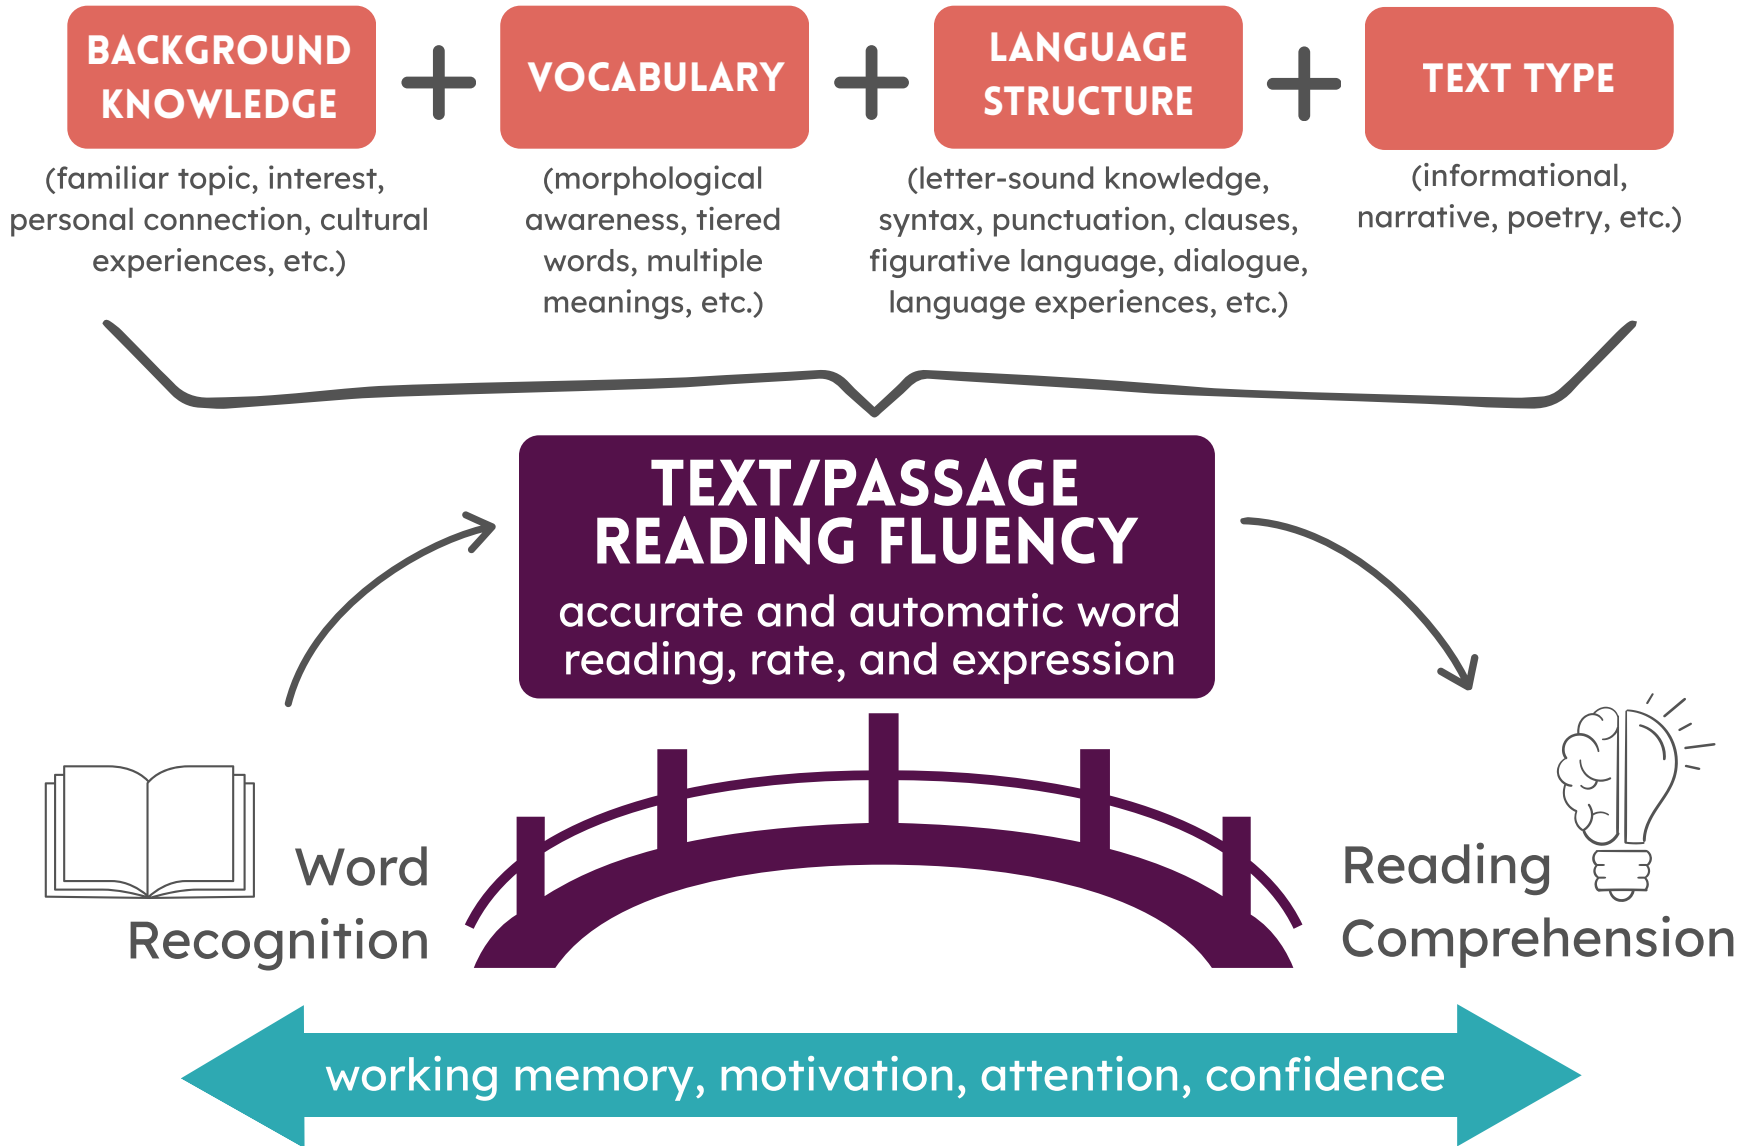 BACKGROUND
KNOWLEDGE
(familiar topic, interest,
personal connection, cultural
experiences, etc.)
VOCABULARY
(morphological
awareness, tiered
words, multiple
meanings, etc.)
LANGUAGE
STRUCTURE
(letter-sound knowledge,
syntax, punctuation, clauses,
figurative language, dialogue,
language experiences, etc.)
TEXT TYPE
(informational,
narrative, poetry, etc.)
TEXT/PASSAGE
READING FLUENCY
accurate and automatic word
reading, rate, and expression
Word
Recognition
Reading
Comprehension
working memory, motivation, attention, confidence